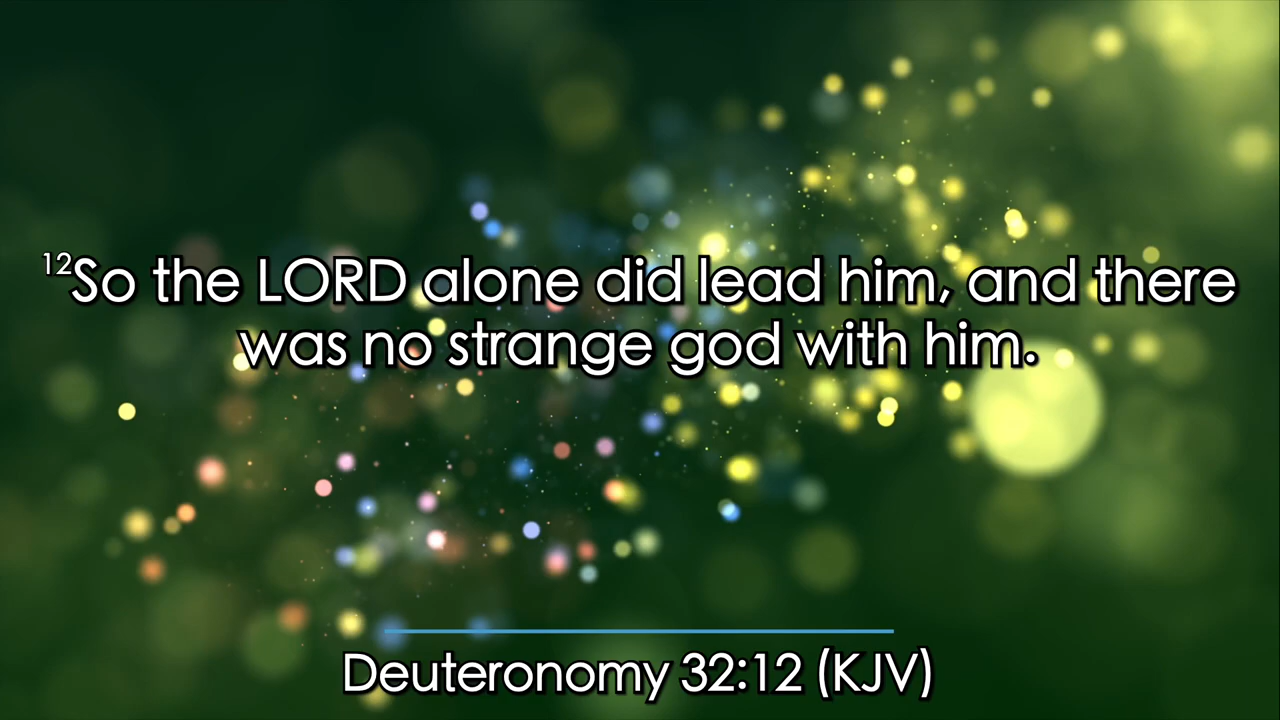 12So the LORD alone did lead him, and there
was no strange god with him.
Deuteronomy 32:12 (KJV)